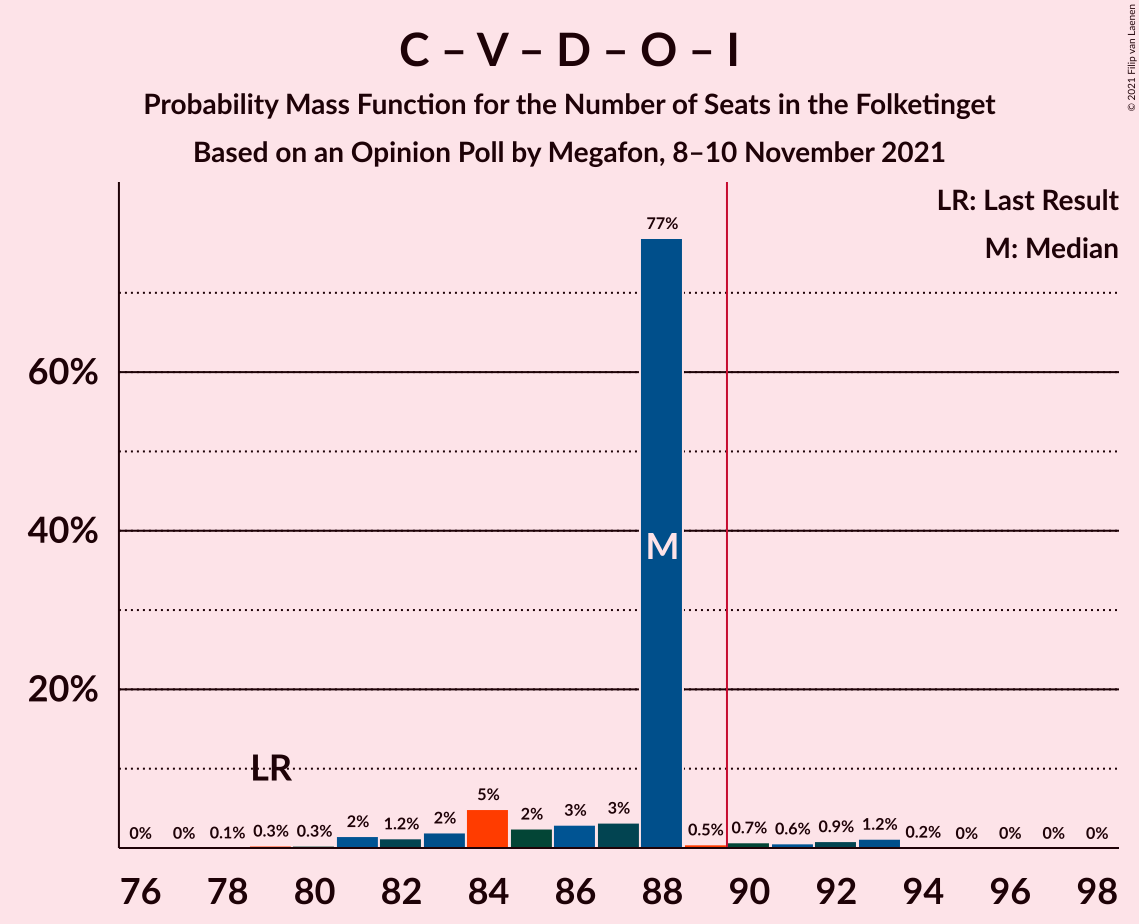 C – V – D – O – I
Probability Mass Function for the Number of Seats in the Folketinget
Based on an Opinion Poll by Megafon, 8–10 November 2021
© 2021 Filip van Laenen
LR: Last Result
M: Median
77%
60%
40%
M
20%
LR
0% 0% 0.1% 0.3% 0.3% 2% 1.2% 2% 5% 2% 3% 3% 0.5% 0.7% 0.6% 0.9% 1.2% 0.2% 0% 0% 0% 0%
76 78 80 82 84 86 88 90 92 94 96 98